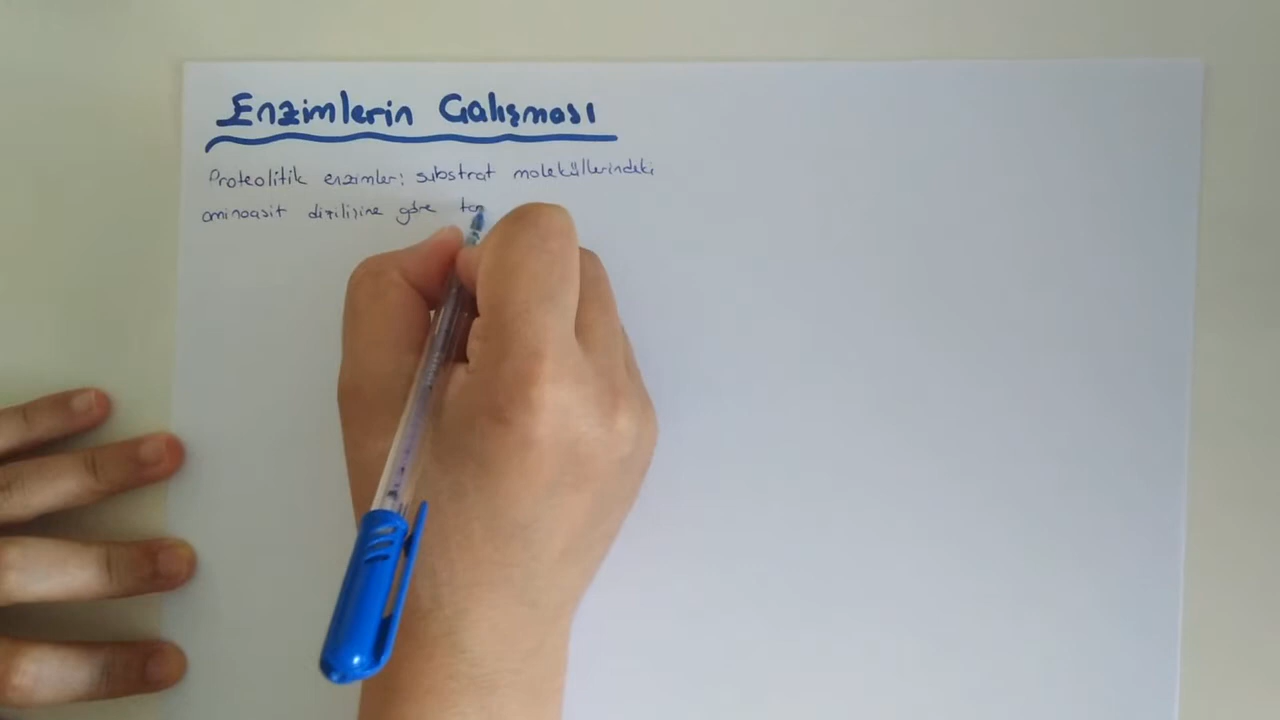 Enzimlerin Çalışması
Proteolitik enzimler; substrat moleküllerindeki
aminoasit dizilişine göre